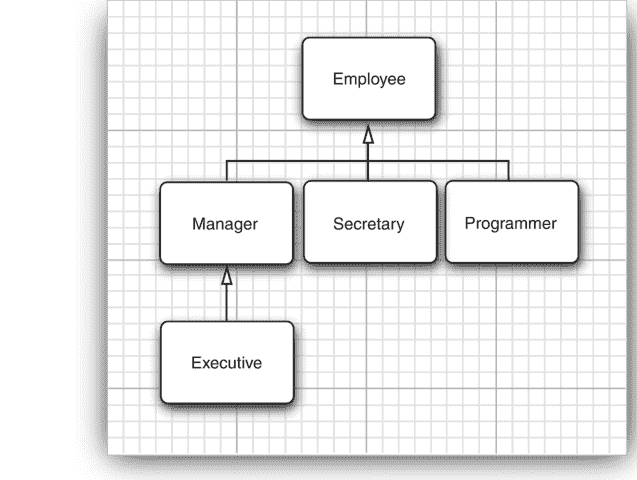 Employee
Manager
Secretary
Programmer
Executive